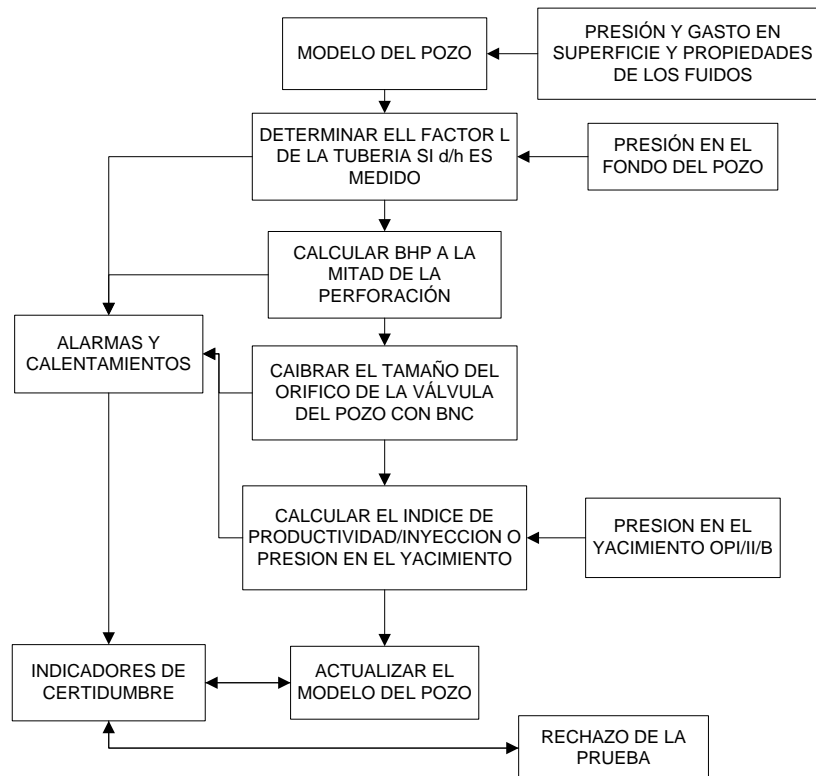 MODELO DEL POZO
PRESIÓN Y GASTO EN
SUPERFICIE Y PROPIEDADES
DE LOS FUIDOS
DETERMINAR ELL FACTOR L
DE LA TUBERIA SI d/h ES
MEDIDO
PRESIÓN EN EL
FONDO DEL POZO
CALCULAR BHP A LA
MITAD DE LA
PERFORACIÓN
ALARMAS Y
CALENTAMIENTOS
CAIBRAR EL TAMAÑO DEL
ORIFICO DE LA VÁLVULA
DEL POZO CON BNC
CALCULAR EL INDICE DE
PRODUCTIVIDAD/INYECCION O
PRESION EN EL YACIMIENTO
PRESION EN EL
YACIMIENTO OPI/II/B
INDICADORES DE
CERTIDUMBRE
ACTUALIZAR EL
MODELO DEL POZO
RECHAZO DE LA
PRUEBA